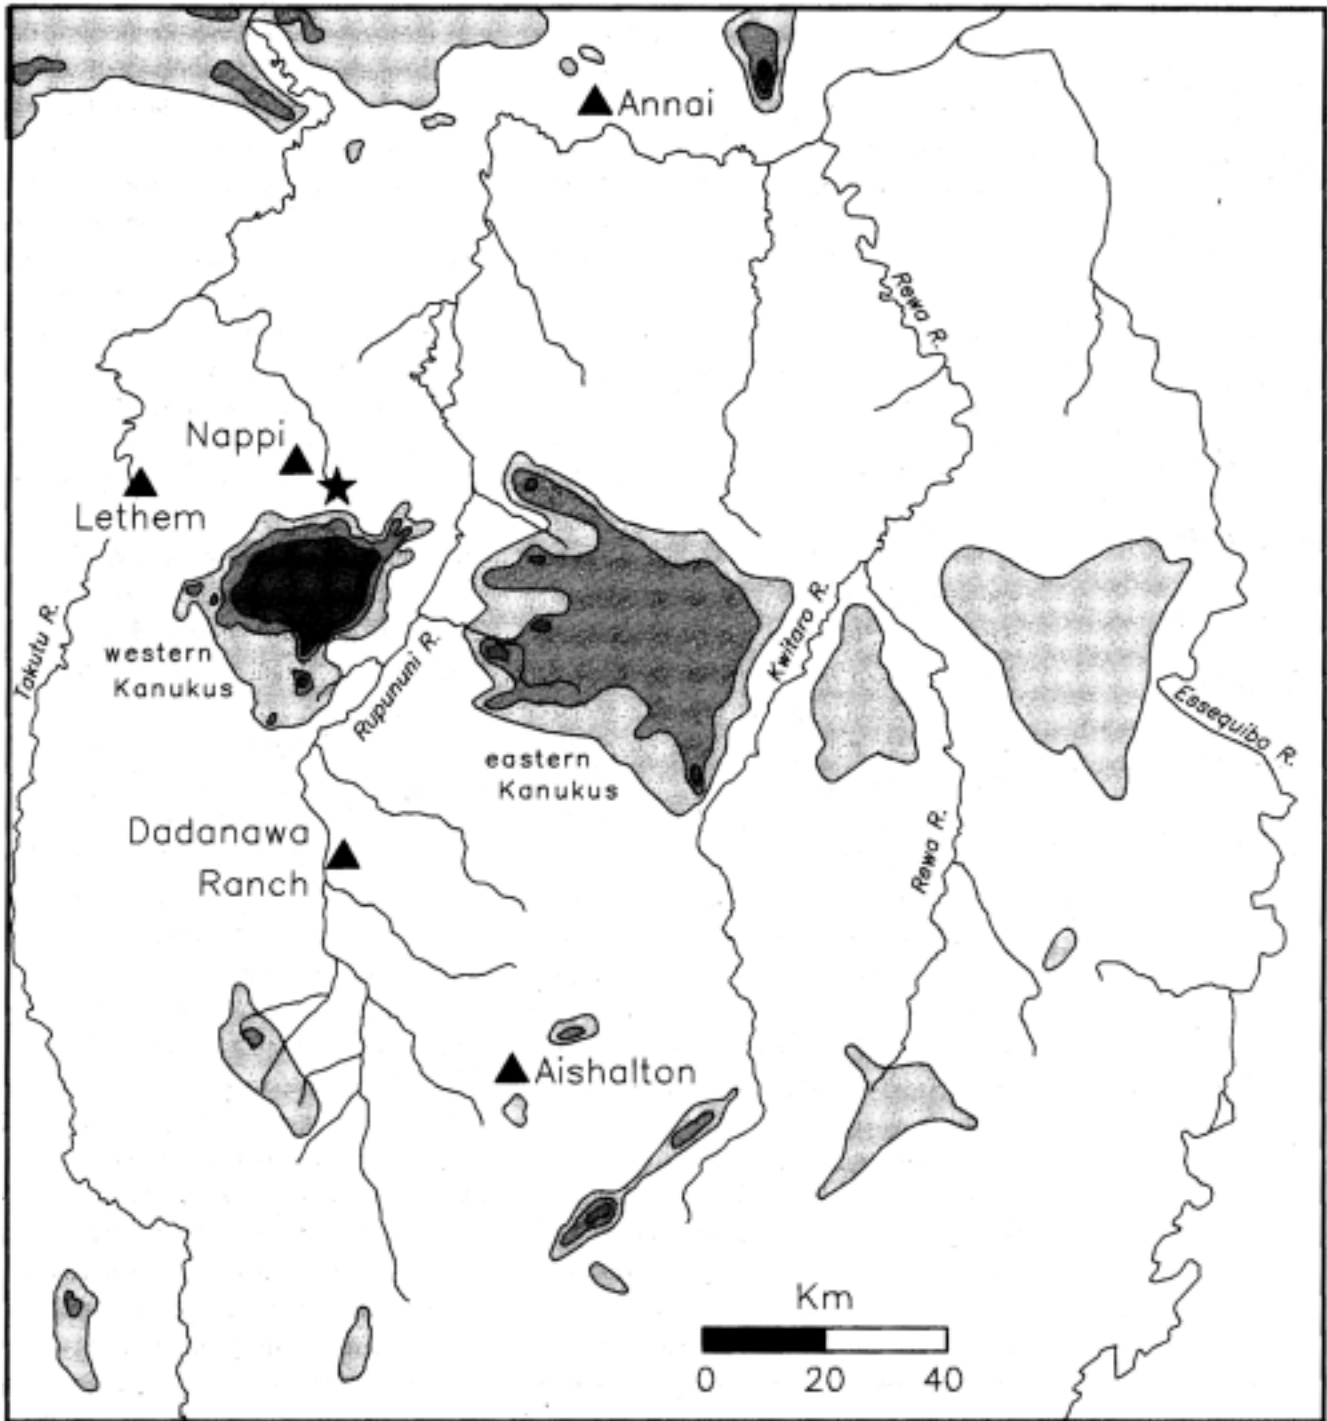 Annai
Rewa R.
Nappi
Lethem
Takutu R.
western
Kanukus
Rupununi R.
Kwitaro R.
Essequibo R.
eastern
Kanukus
Dadanawa
Ranch
Rewa R.
Aishalton
Km
0 20 40